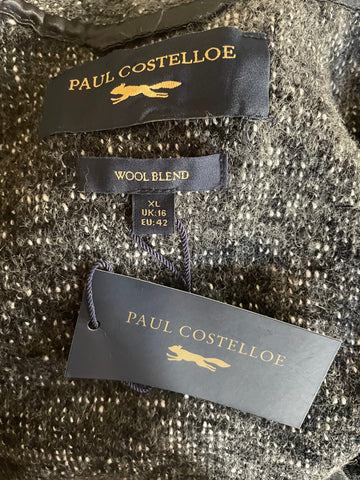 PAUL COSTELLOE
WOOL BLEND
XL
UK:16
EU:42
PAUL COSTELLOE